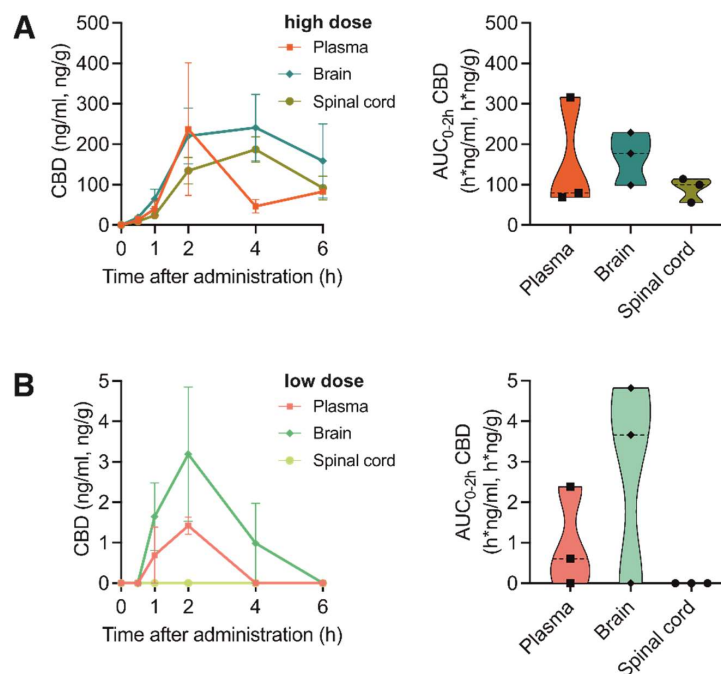 A
high dose
Plasma
Brain
Spinal cord
500
400
300
200
100
0
CBD (ng/ml, ng/g)
0 1 2 4 6
Time after administration (h)
500
400
300
200
100
0
AUC0-2h CBD
(h*ng/ml, h*ng/g)
Plasma
Brain
Spinal cord
B
low dose
Plasma
Brain
Spinal cord
5
4
3
2
1
0
CBD (ng/ml, ng/g)
0 1 2 4 6
Time after administration (h)
5
4
3
2
1
0
AUC0-2h CBD
(h*ng/ml, h*ng/g)
Plasma
Brain
Spinal cord